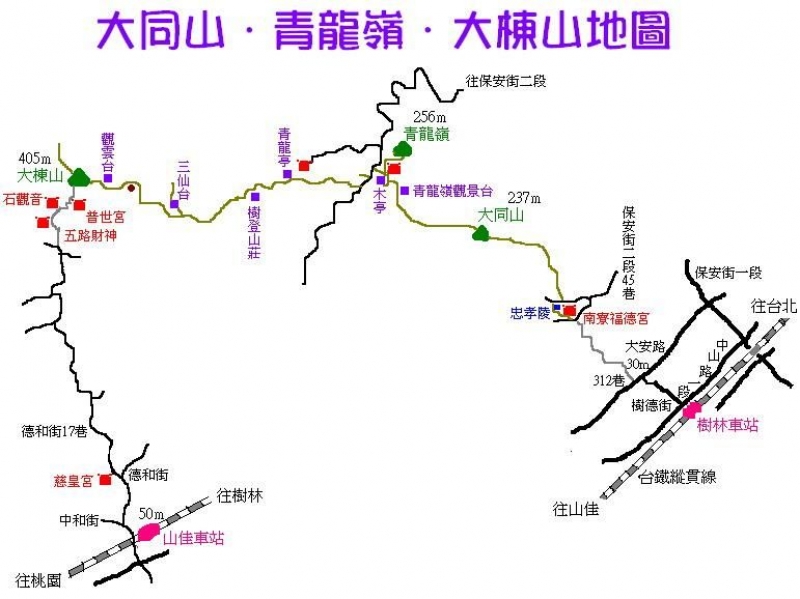 大同山·青龍嶺·大棟山地圖
往保安街二段
256m
青龍嶺
觀雲台
青龍亭
405m
大棟山
三仙台
木亭
青龍嶺觀景台
237m
大同山
石觀音
普世宮
五路財神
樹登山莊
保安街二段45巷
保安街一段
往台北
忠孝陵
南寮福德宮
大安路
30m
中山路一段
312巷
樹德街
樹林車站
德和街17巷
台鐵縱貫線
慈皇宮
德和街
往樹林
往山佳
50m
中和街
山佳車站
往桃園